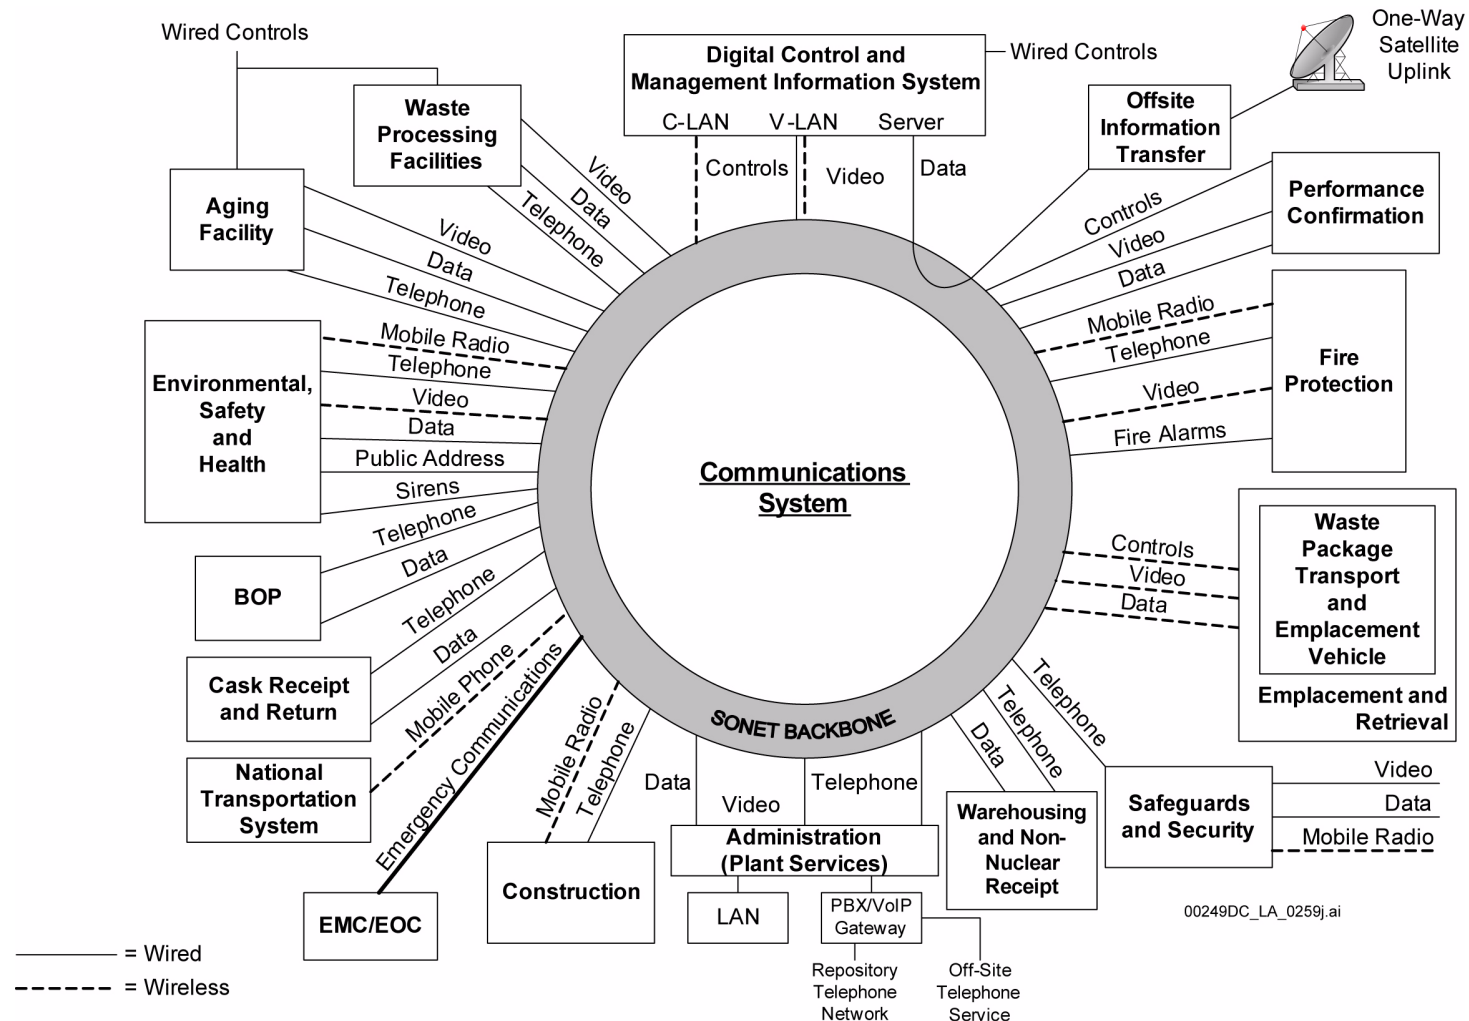 Wired Controls
Digital Control and
Management Information System
C-LAN V-LAN Server
Wired Controls
One-Way
Satellite
Uplink
Offsite
Information
Transfer
Waste
Processing
Facilities
Video
Data
Telephone
Controls
Video
Data
Aging
Facility
Video
Data
Telephone
Controls
Video
Data
Performance
Confirmation
Environmental,
Safety
and
Health
Mobile Radio
Telephone
Video
Data
Public Address
Sirens
Mobile Radio
Telephone
Video
Fire Alarms
Fire
Protection
Communications
System
SONET BACKBONE
BOP
Telephone
Data
Controls
Video
Data
Waste
Package
Transport
and
Emplacement
Vehicle
Emplacement and
Retrieval
Cask Receipt
and Return
Telephone
Data
National
Transportation
System
Mobile Phone
Emergency Communications
EMC/EOC
Mobile Radio
Telephone
Construction
Data
Video
Telephone
Administration
(Plant Services)
LAN
PBX/VoIP
Gateway
Repository
Telephone
Network
Off-Site
Telephone
Service
Data
Telephone
Warehousing
and Non-
Nuclear
Receipt
Telephone
Safeguards
and Security
Video
Data
Mobile Radio
00249DC_LA_0259j.ai
= Wired
= Wireless